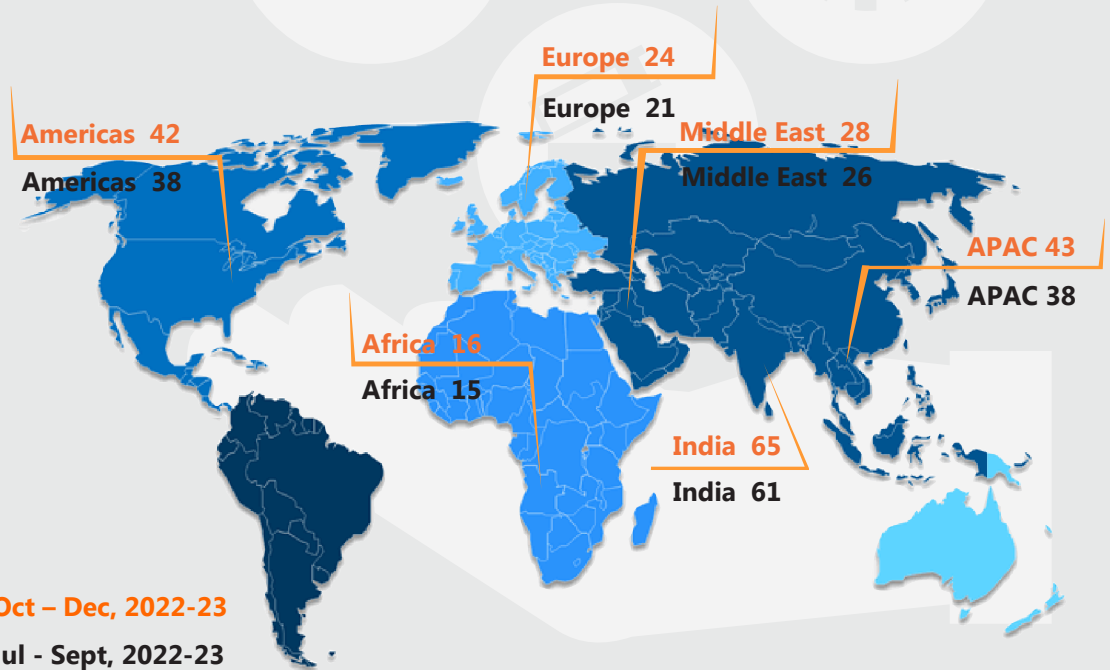 Europe 24
Europe 21
Americas 42
Americas 38
Middle East 28
Middle East 26
APAC 43
APAC 38
Africa 16
Africa 15
India 65
India 61
Oct – Dec, 2022-23
ul - Sept, 2022-23